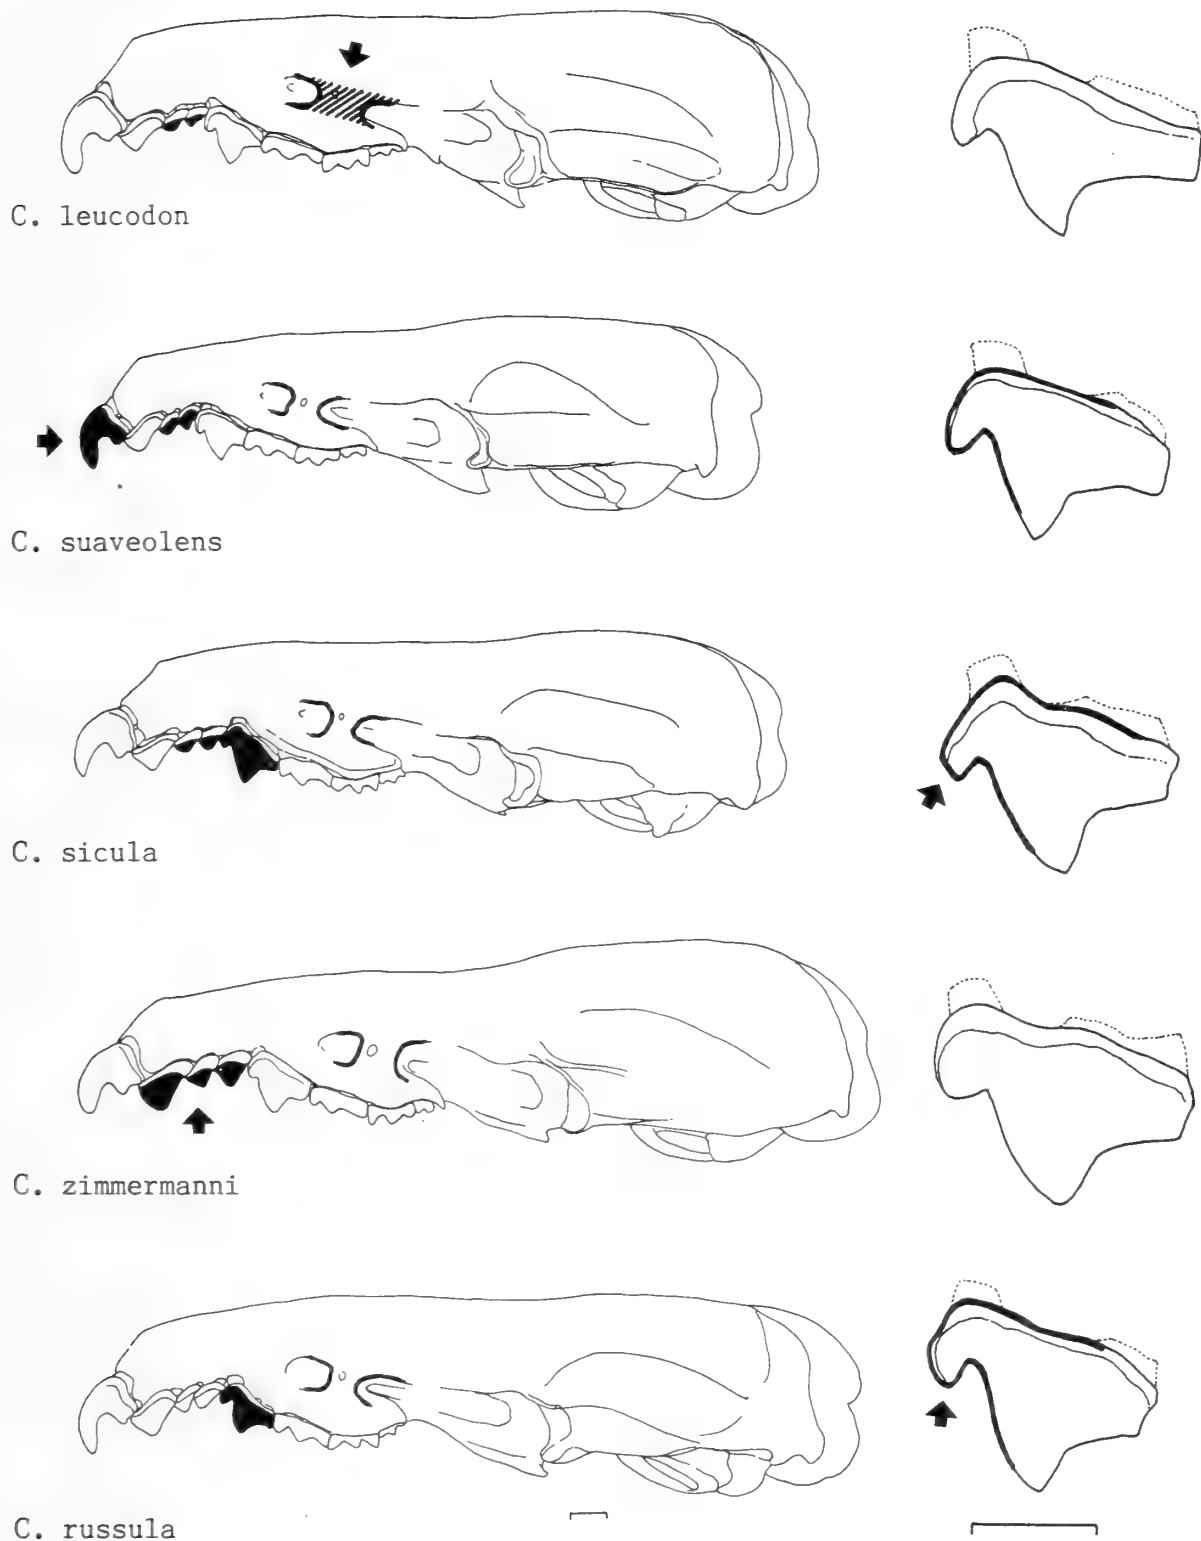 C. leucodon
C. suaveolens
C. sicula
C. zimmermanni
C. russula